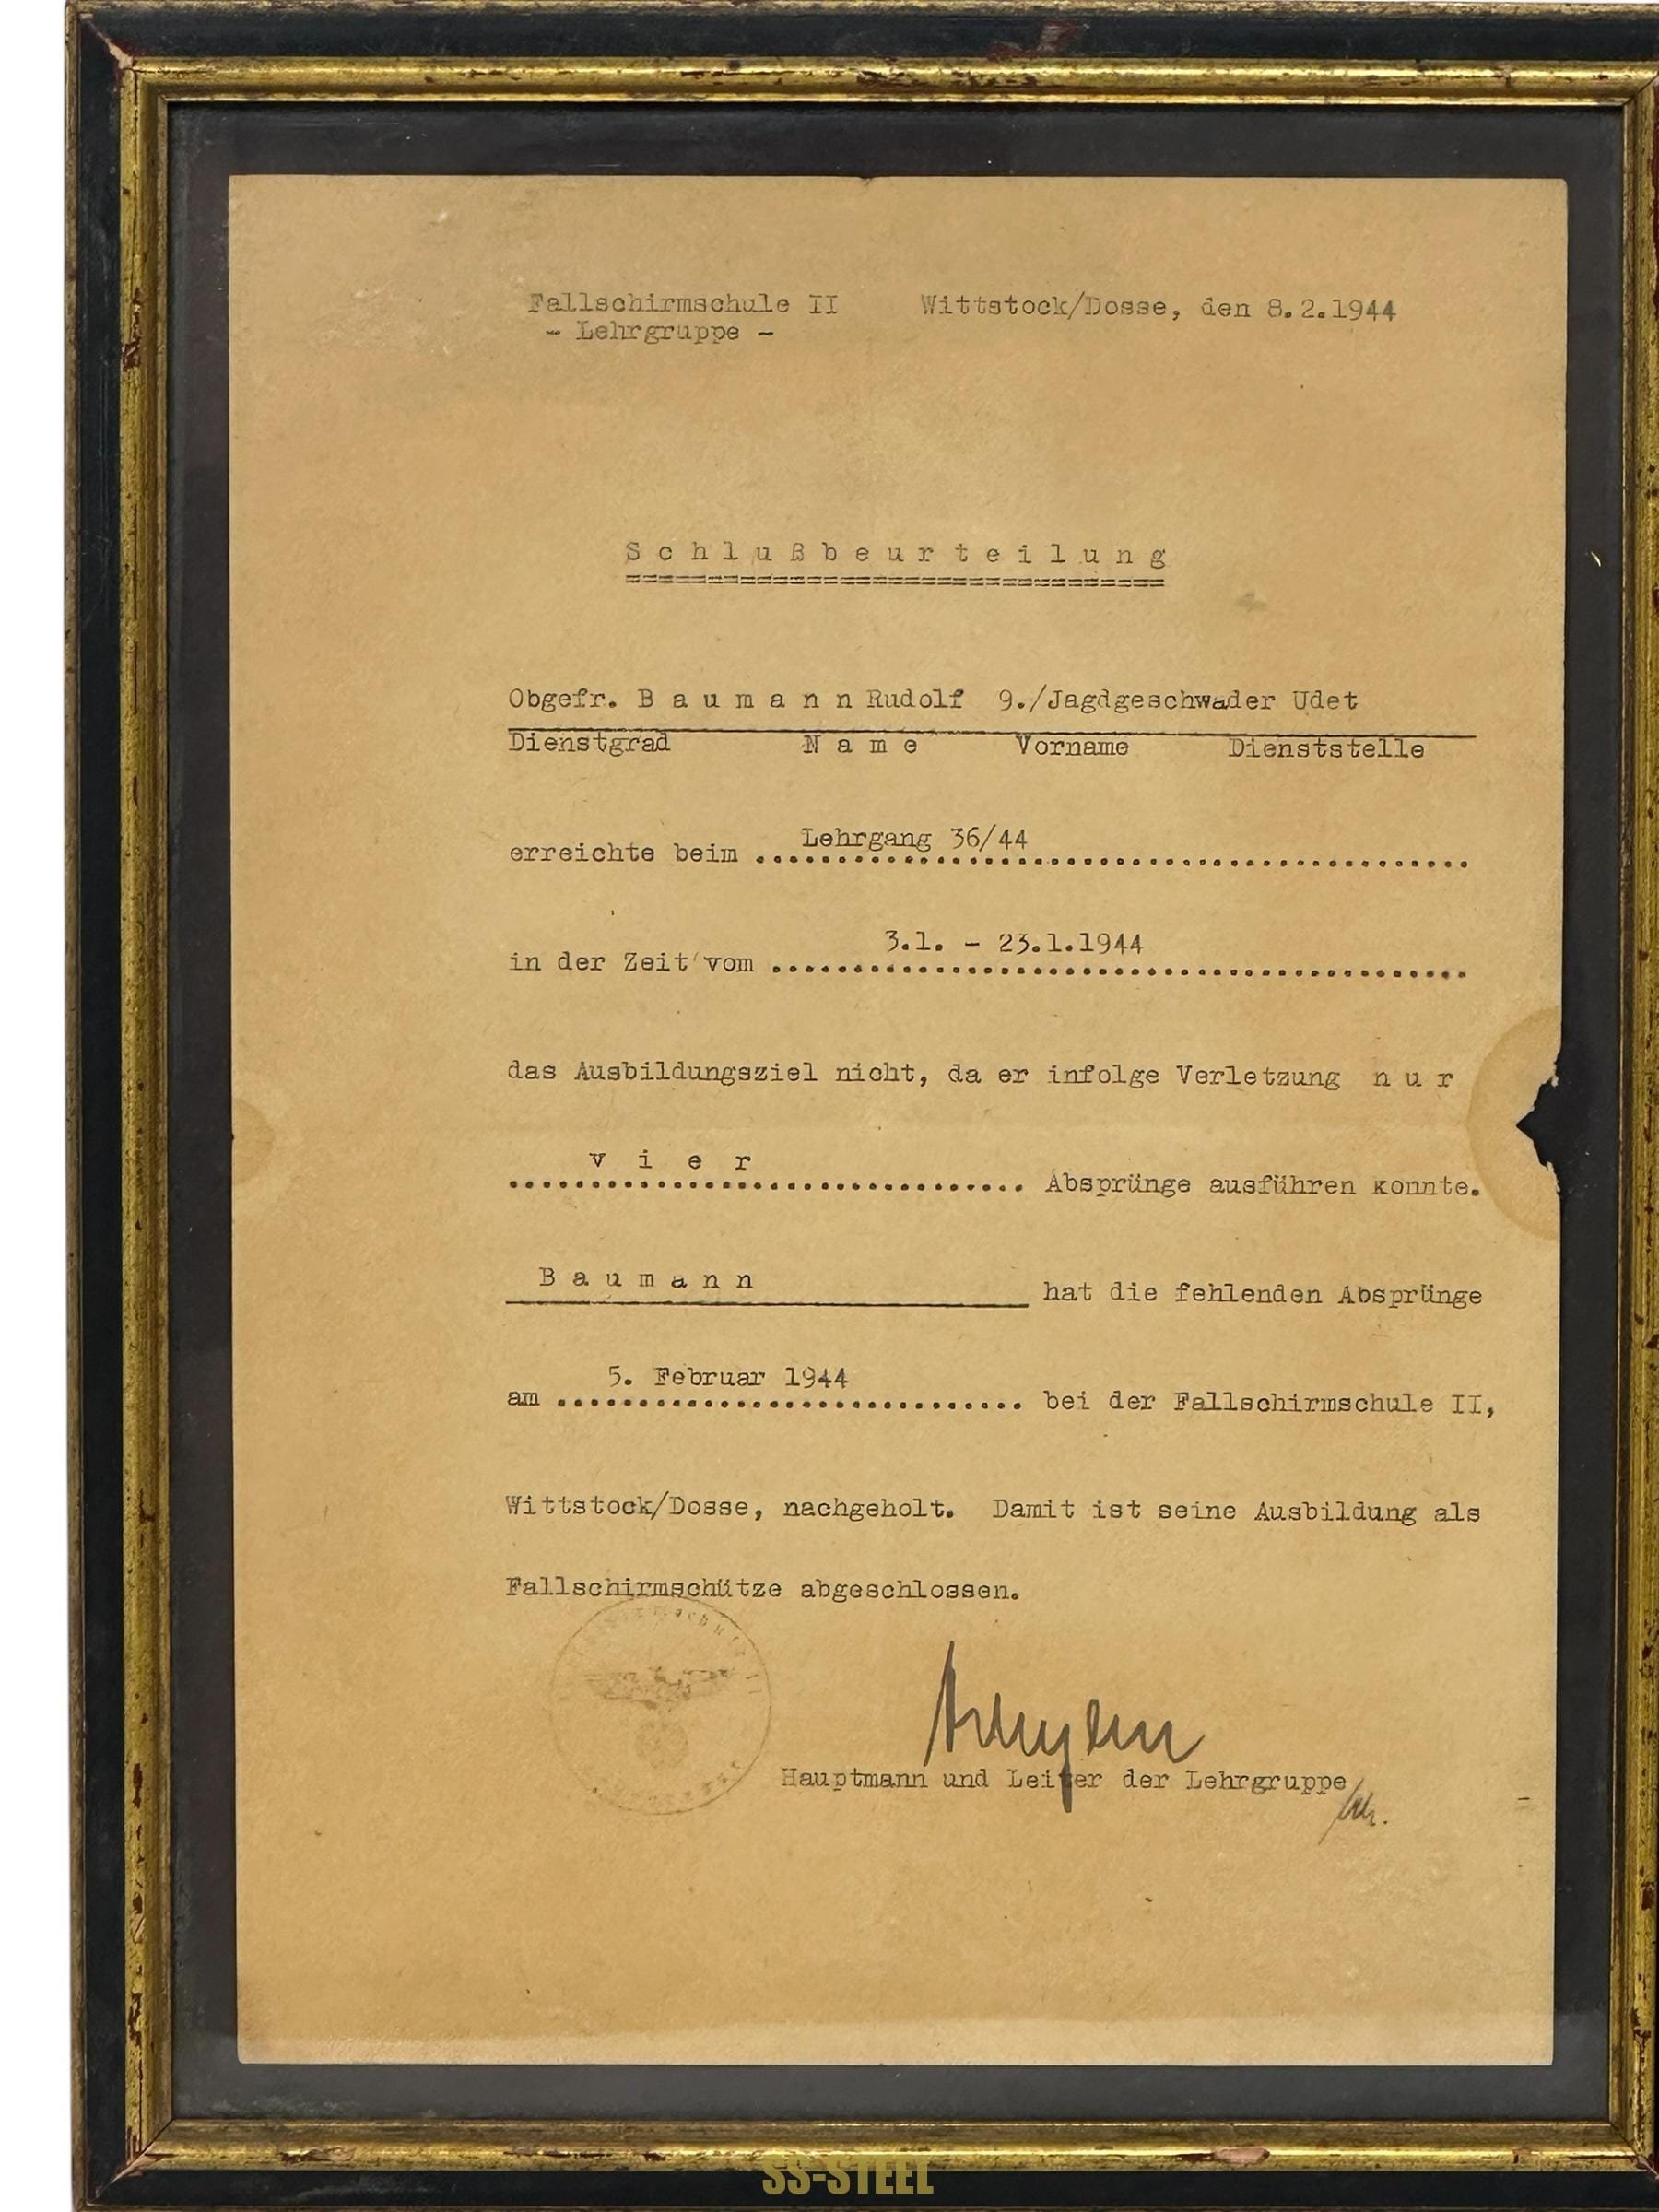 Fallschirmschule II Wittstock/Dosse, den 8.2.1944
- Lehrgruppe -
S c h l u ß b e u r t e i l u n g
Obgefr. B a u m a n n Rudolf 9./Jagdgeschwader Udet
Dienstgrad N a m e Vorname Dienststelle
Lehrgang 36/44
erreichte beim ............................................
3.1. - 23.1.1944
in der Zeit vom ...........................................
das Ausbildungsziel nicht, da er infolge Verletzung n u r
v i e r
................................ Absprünge ausführen konnte.
B a u m a n n
hat die fehlenden Absprünge
5. Februar 1944
am ............................. bei der Fallschirmschule II,
Wittstock/Dosse, nachgeholt. Damit ist seine Ausbildung als
Fallschirmschütze abgeschlossen.
Hauptmann und Leiter der Lehrgruppe
SS-STEEL